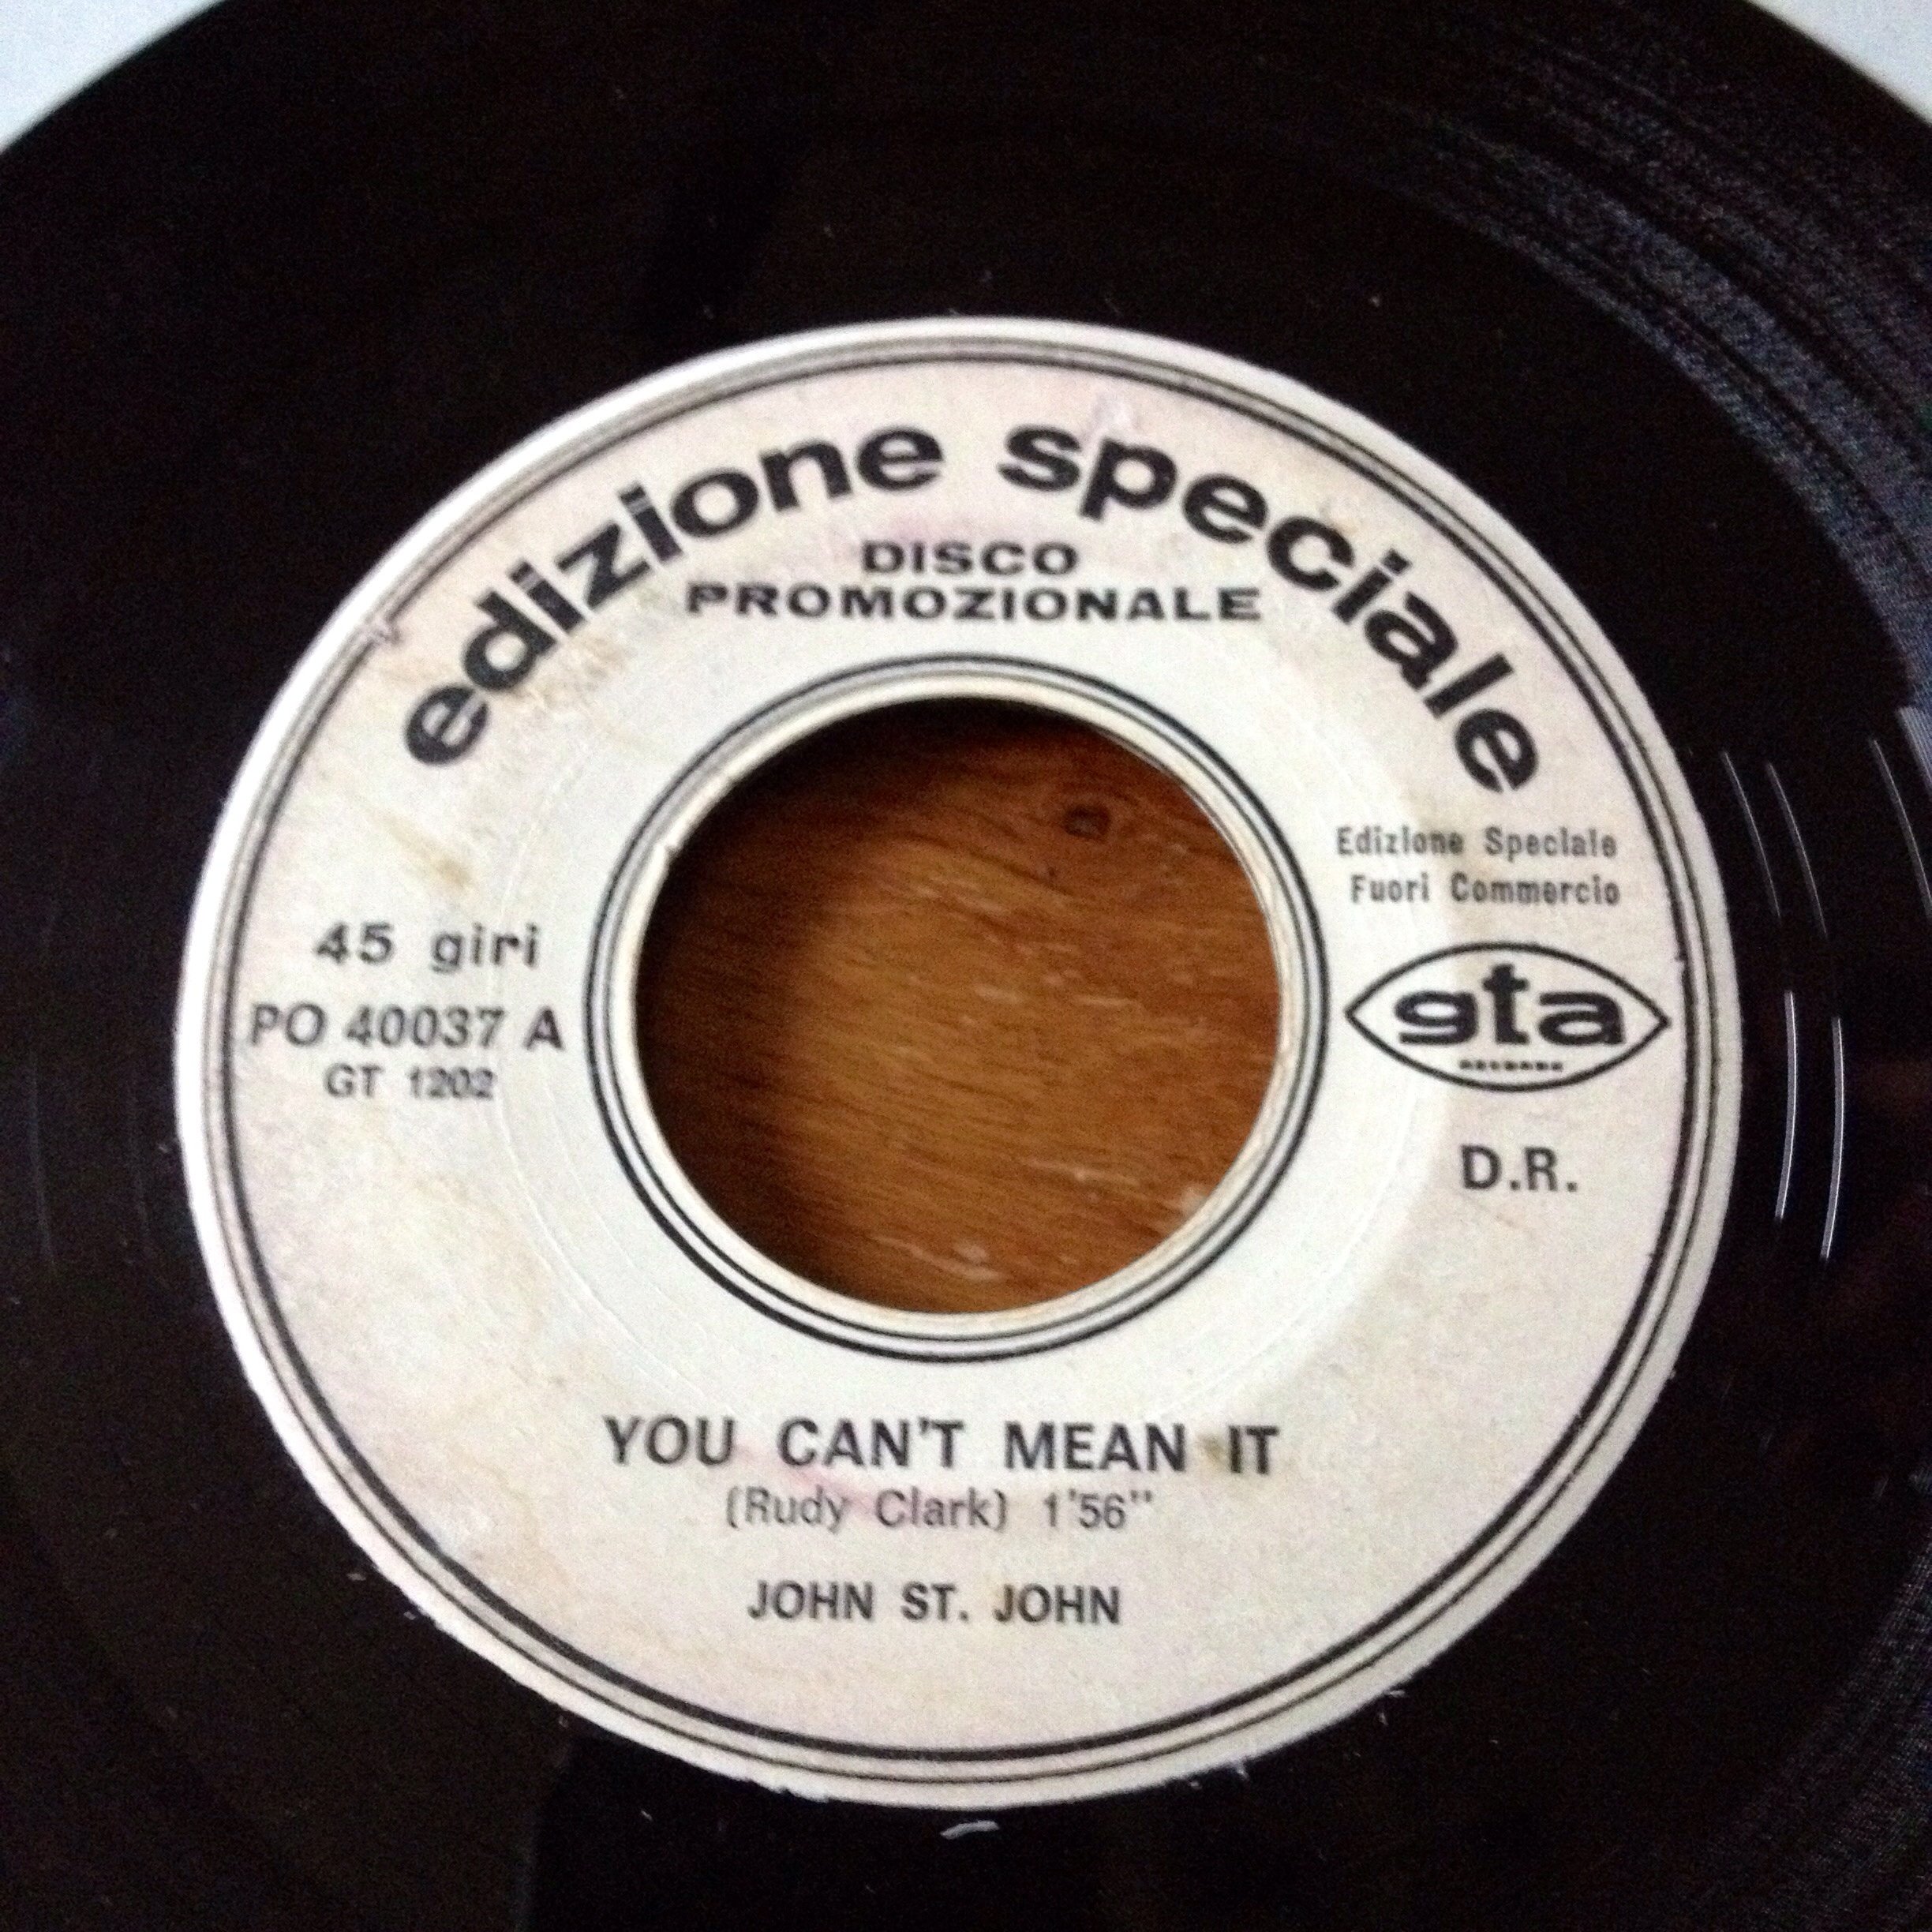 edizione speciale
DISCO
PROMOZIONALE
Edizione Speciale
Fuori Commercio
45 giri
PO 40037 A
GT 1202
gta
RECORDS
D.R.
YOU CAN'T MEAN IT
(Rudy Clark) 1'56''
JOHN ST. JOHN